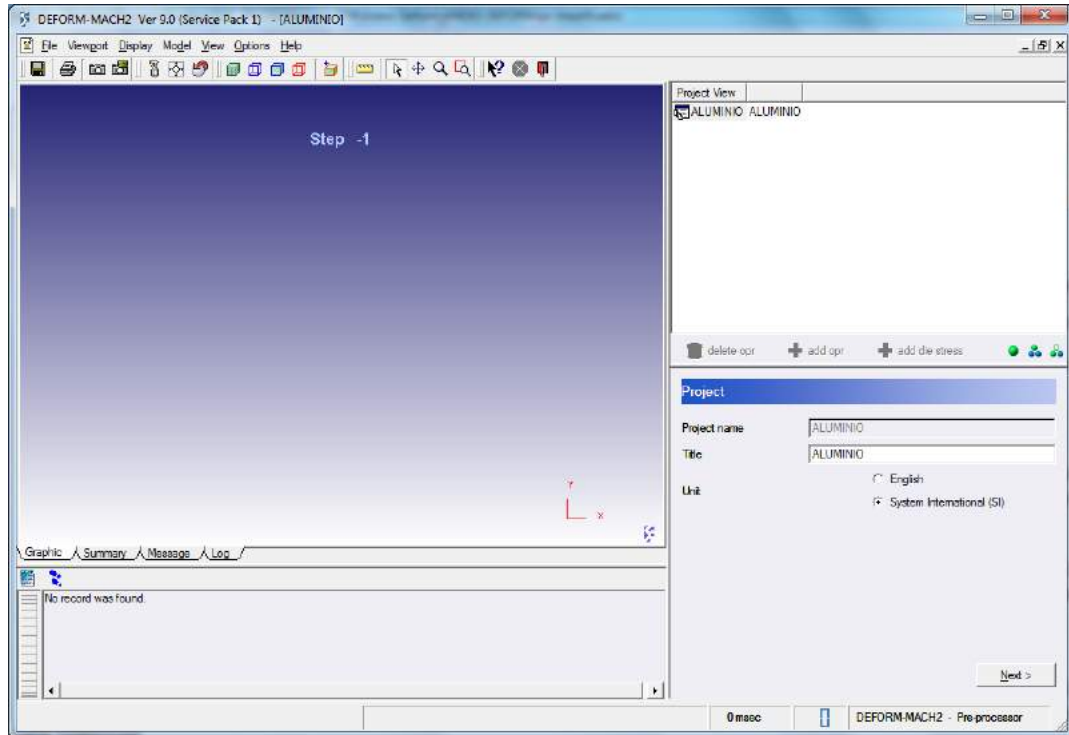 DEFORM-MACH2 Ver 9.0 (Service Pack 1) - [ALUMINIO]
File Viewport Display Model View Options Help
Step -1
Y
X
Graphic Summary Message Log
No record was found.
Project View
ALUMINIO ALUMINIO
delete opr add opr add die stress
Project
Project name ALUMINIO
Title ALUMINIO
Unit
English
System International (SI)
Next >
0 msec DEFORM-MACH2 - Pre-processor